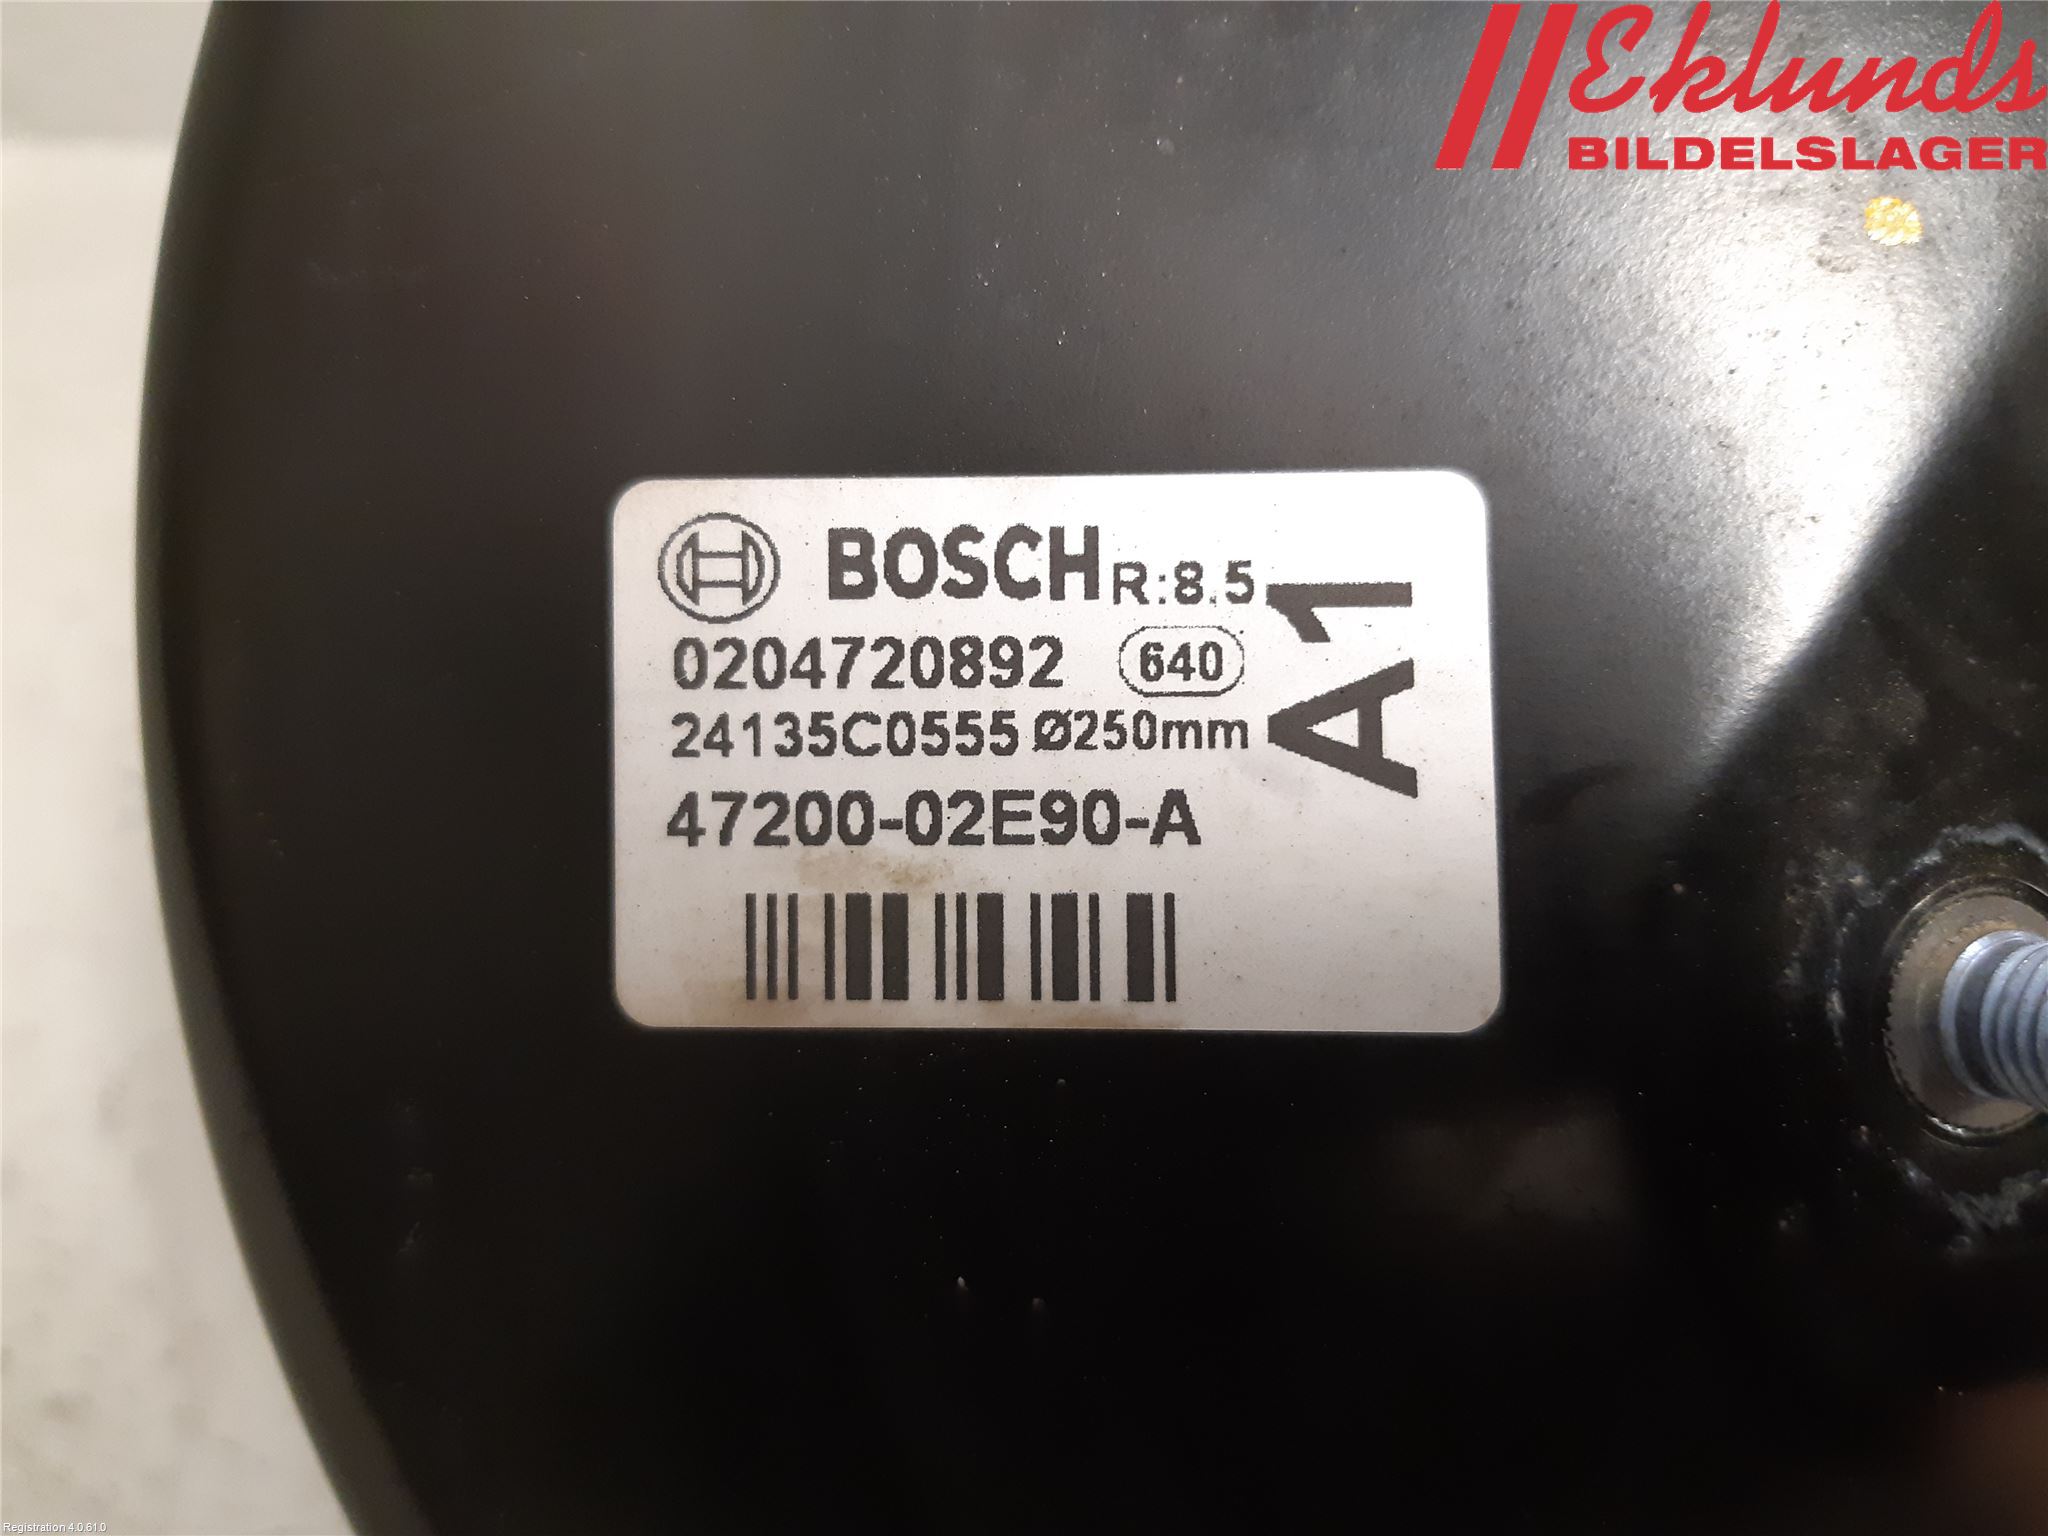 Eklunds
BILDELSLAGER
BOSCH R:8.5
0204720892 640
24135C0555 Ø250mm
47200-02E90-A
A1
Registration 4.0.61.0